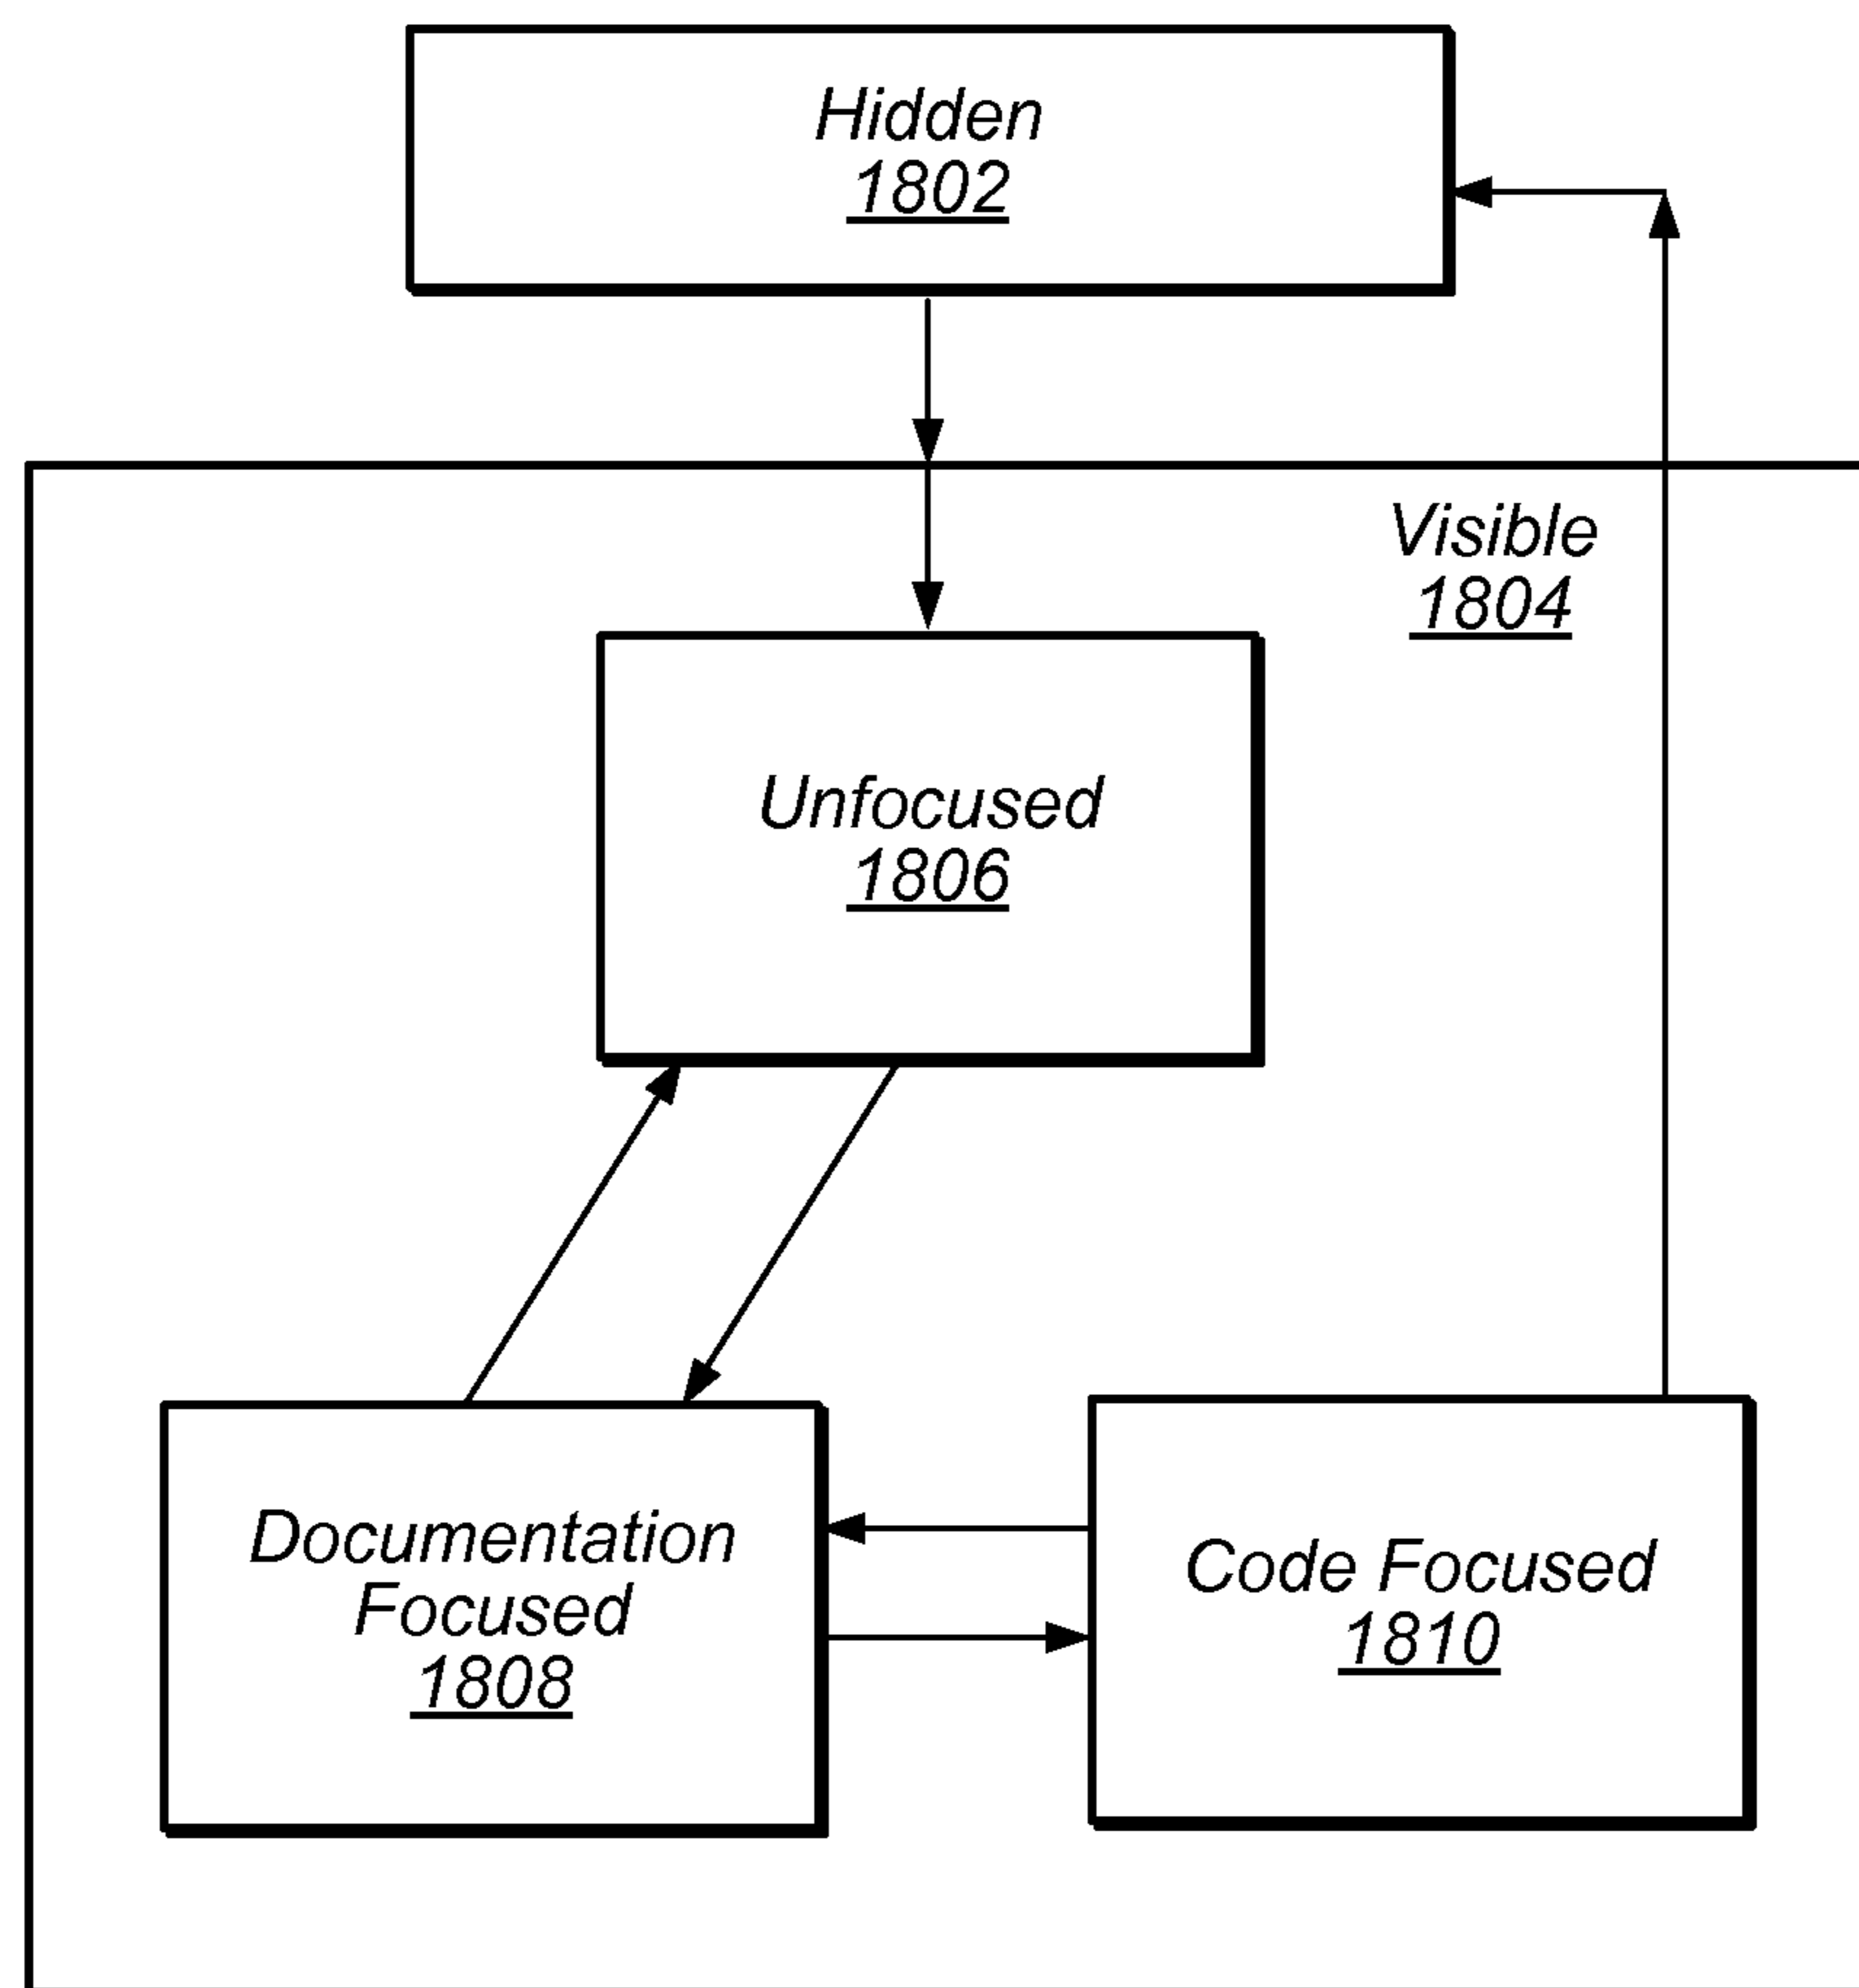 Hidden
1802
Visible
1804
Unfocused
1806
Documentation
Focused
1808
Code Focused
1810